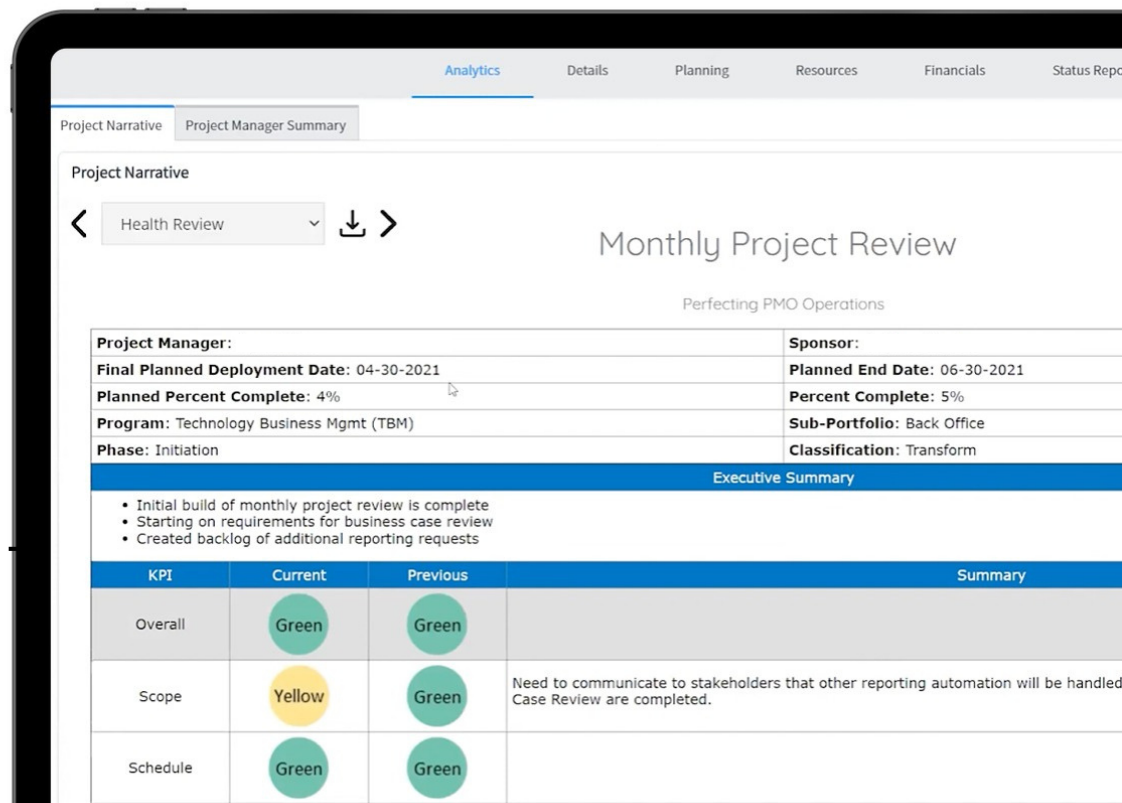 Analytics Details Planning Resources Financials Status Repo
Project Narrative Project Manager Summary
Project Narrative
Health Review
Monthly Project Review
Perfecting PMO Operations
Project Manager: Sponsor:
Final Planned Deployment Date: 04-30-2021 Planned End Date: 06-30-2021
Planned Percent Complete: 4% Percent Complete: 5%
Program: Technology Business Mgmt (TBM) Sub-Portfolio: Back Office
Phase: Initiation Classification: Transform
Executive Summary
• Initial build of monthly project review is complete
• Starting on requirements for business case review
• Created backlog of additional reporting requests
KPI Current Previous Summary
Overall Green Green
Scope Yellow Green Need to communicate to stakeholders that other reporting automation will be handled
Case Review are completed.
Schedule Green Green